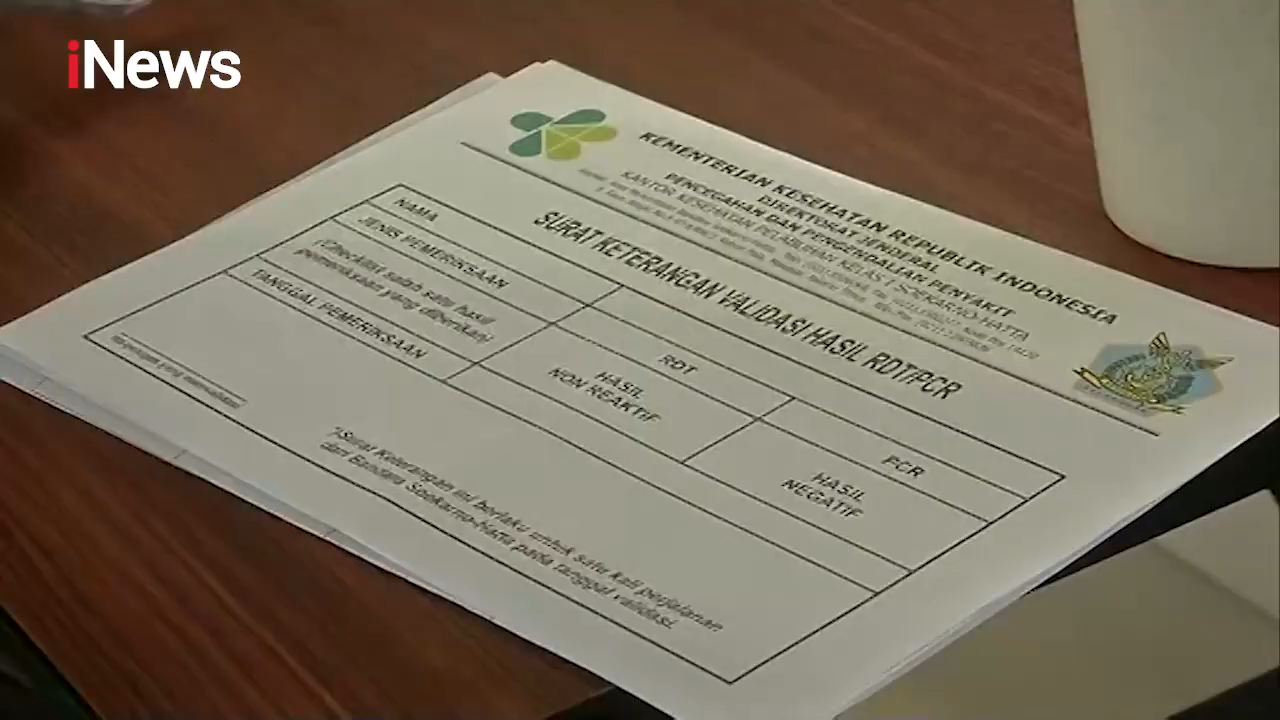 iNews
KEMENTERIAN KESEHATAN REPUBLIK INDONESIA
DIREKTORAT JENDERAL
PENCEGAHAN DAN PENGENDALIAN PENYAKIT
KANTOR KESEHATAN PELABUHAN KELAS I SOEKARNO-HATTA
SURAT KETERANGAN VALIDASI HASIL RDT/PCR
NAMA
JENIS PEMERIKSAAN
RDT
PCR
(Checklist salah satu hasil
pemeriksaan yang diberikan)
HASIL
NON REAKTIF
HASIL
NEGATIF
TANGGAL PEMERIKSAAN
*)Surat Keterangan ini berlaku untuk satu kali perjalanan
dari Bandara Soekarno-Hatta pada tanggal validasi.